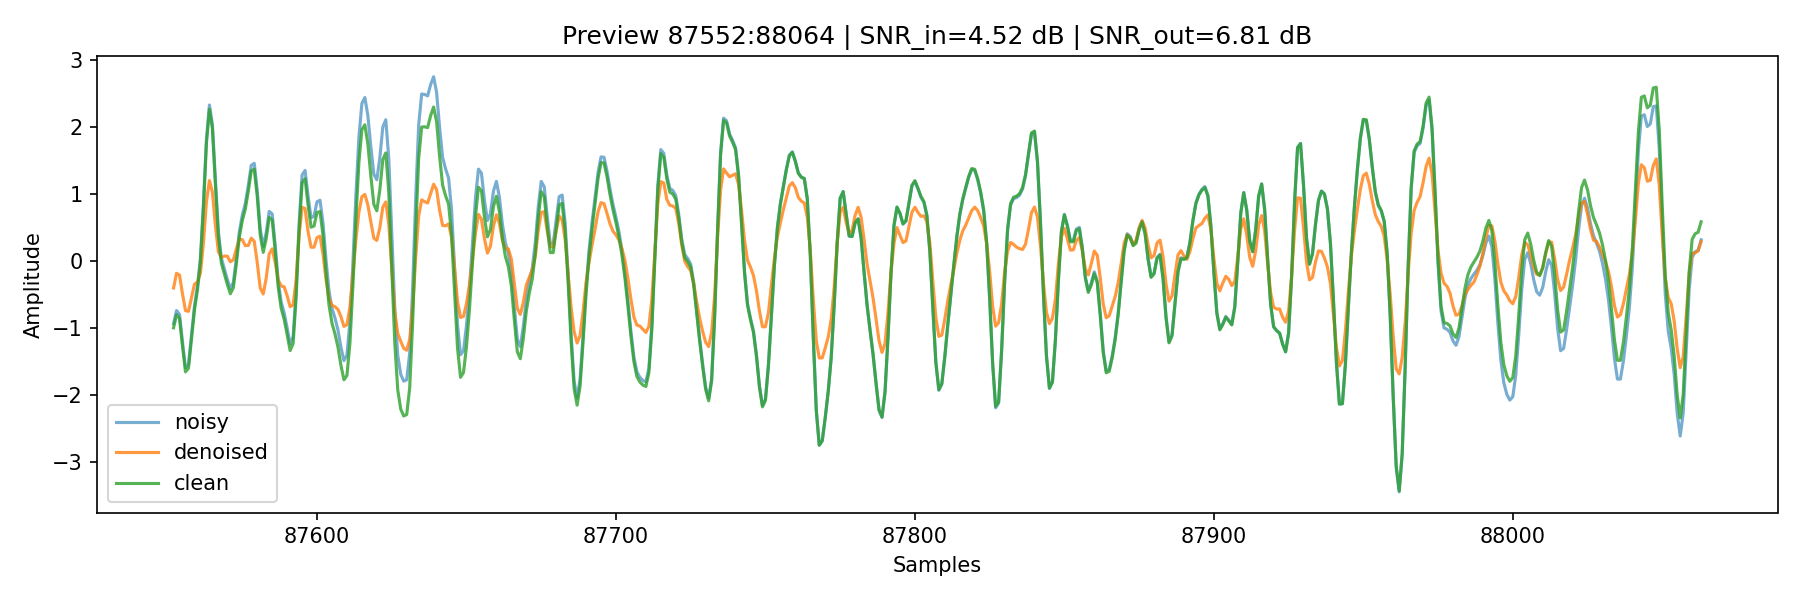 Preview 87552:88064 | SNR_in=4.52 dB | SNR_out=6.81 dB
Amplitude
3
2
1
0
−1
−2
−3
noisy
denoised
clean
87600 87700 87800 87900 88000
Samples